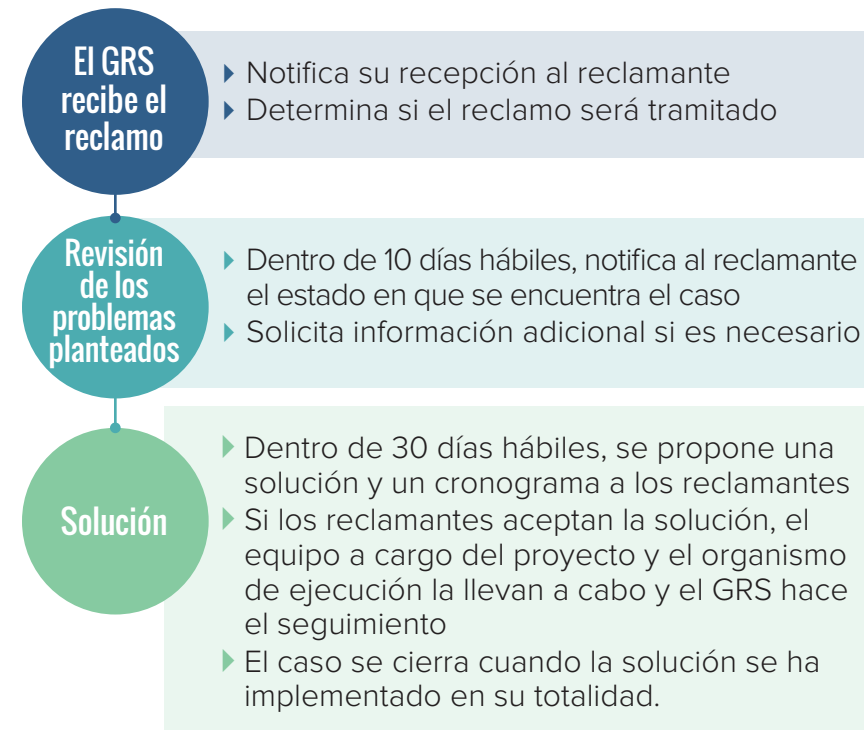 El GRS
recibe el
reclamo
Notifica su recepción al reclamante
Determina si el reclamo será tramitado
Revisión
de los
problemas
planteados
Dentro de 10 días hábiles, notifica al reclamante
el estado en que se encuentra el caso
Solicita información adicional si es necesario
Solución
Dentro de 30 días hábiles, se propone una
solución y un cronograma a los reclamantes
Si los reclamantes aceptan la solución, el
equipo a cargo del proyecto y el organismo
de ejecución la llevan a cabo y el GRS hace
el seguimiento
El caso se cierra cuando la solución se ha
implementado en su totalidad.